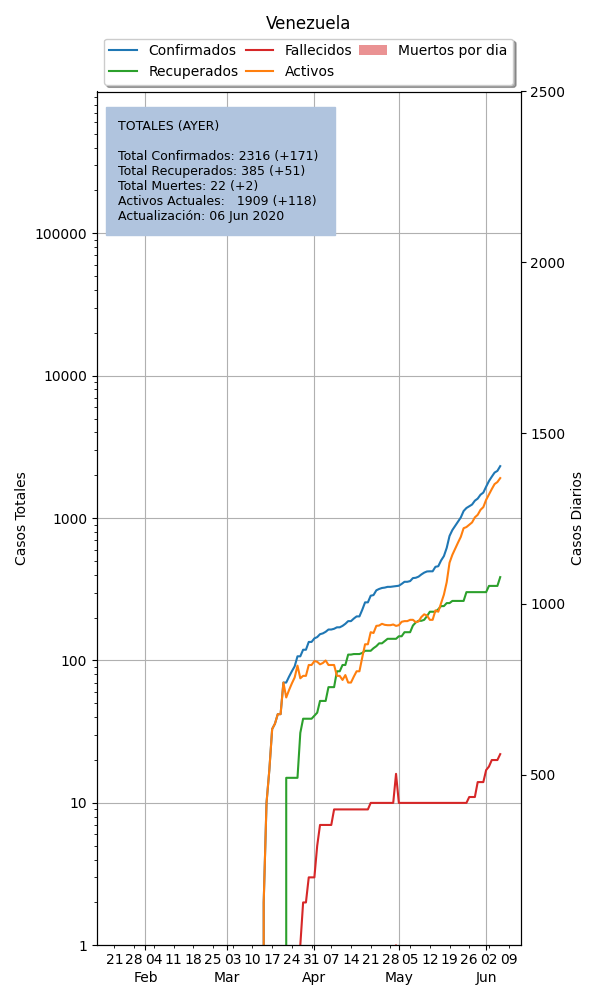 Venezuela
Confirmados
Fallecidos
Muertos por dia
Recuperados
Activos
TOTALES (AYER)
Total Confirmados: 2316 (+171)
Total Recuperados: 385 (+51)
Total Muertes: 22 (+2)
Activos Actuales: 1909 (+118)
Actualización: 06 Jun 2020
100000
10000
1000
100
10
1
Casos Totales
2500
2000
1500
1000
500
Casos Diarios
21 28 04 11 18 25 03 10 17 24 31 07 14 21 28 05 12 19 26 02 09
Feb Mar Apr May Jun